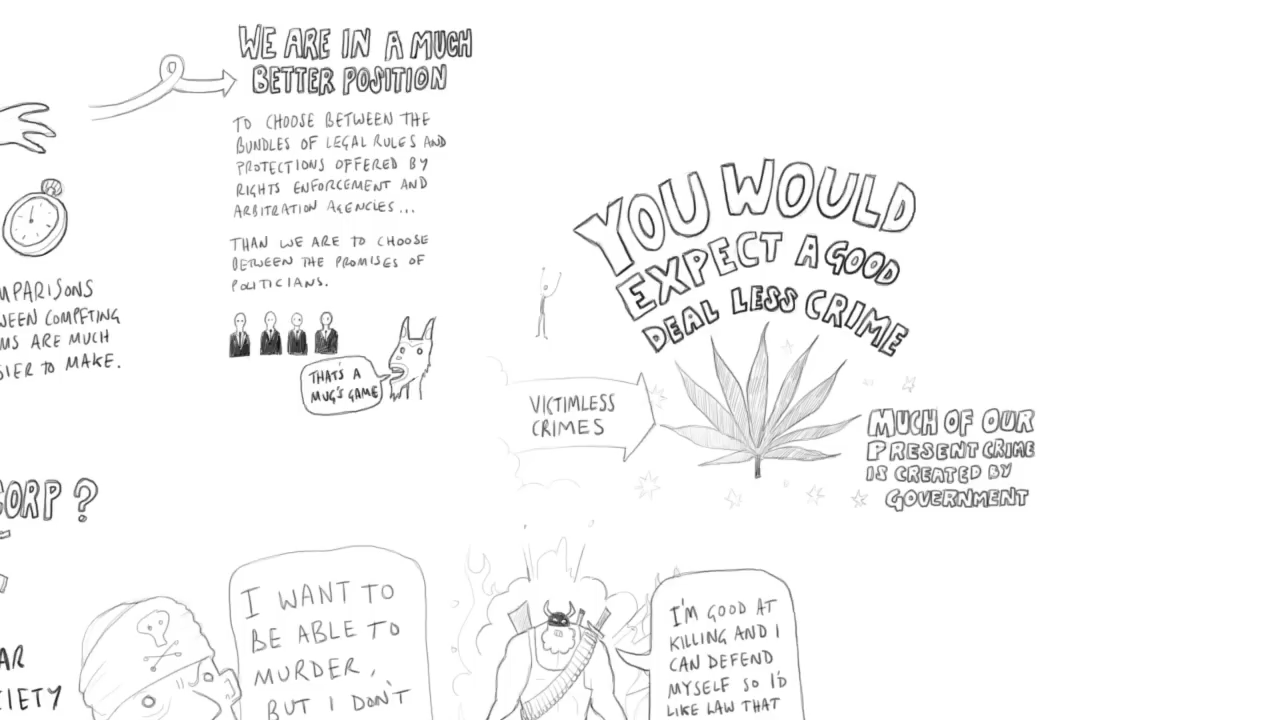 WE ARE IN A MUCH
BETTER POSITION
TO CHOOSE BETWEEN THE
BUNDLES OF LEGAL RULES AND
PROTECTIONS OFFERED BY
RIGHTS ENFORCEMENT AND
ARBITRATION AGENCIES...
THAN WE ARE TO CHOOSE
BETWEEN THE PROMISES OF
POLITICIANS.
THAT'S A
MUG'S GAME
MPARISONS
WEEN COMPETING
MS ARE MUCH
SIER TO MAKE.
YOU WOULD
EXPECT A GOOD
DEAL LESS CRIME
VICTIMLESS
CRIMES
MUCH OF OUR
PRESENT CRIME
IS CREATED BY
GOVERNMENT
CORP?
AR
CIETY
I WANT TO
BE ABLE TO
MURDER,
BUT I DON'T
I'M GOOD AT
KILLING AND I
CAN DEFEND
MYSELF SO I'D
LIKE LAW THAT